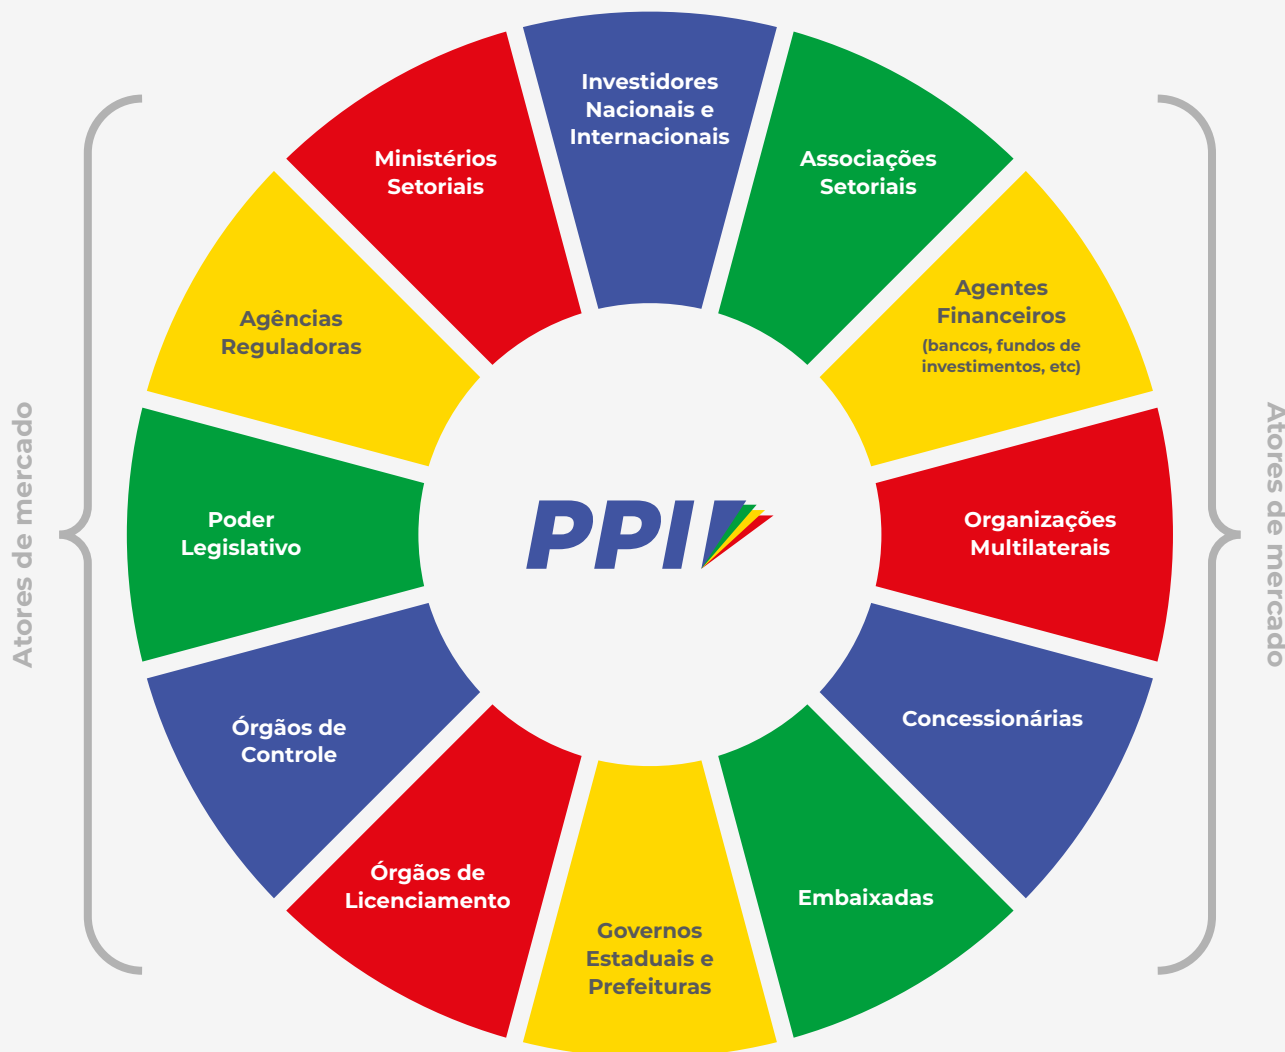 Investidores
Nacionais e
Internacionais
Ministérios
Setoriais
Associações
Setoriais
Agências
Reguladoras
Agentes
Financeiros
(bancos, fundos de
investimentos, etc)
Atores de mercado
Poder
Legislativo
PPI
Organizações
Multilaterais
Atores de mercado
Órgãos de
Controle
Concessionárias
Órgãos de
Licenciamento
Embaixadas
Governos
Estaduais e
Prefeituras